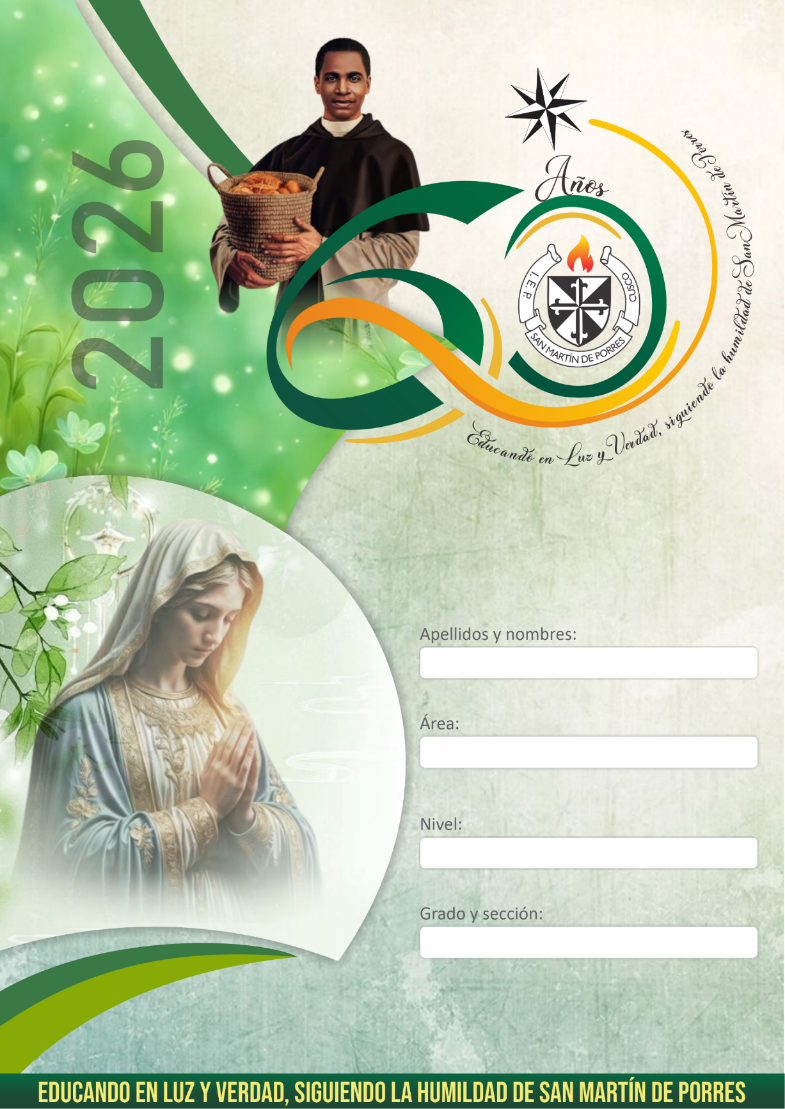 2026
Años
I.E.P.
CUSCO
SAN MARTÍN DE PORRES
Educando en Luz y Verdad, siguiendo la humildad de San Martín de Porres
Apellidos y nombres:
Área:
Nivel:
Grado y sección:
EDUCANDO EN LUZ Y VERDAD, SIGUIENDO LA HUMILDAD DE SAN MARTÍN DE PORRES